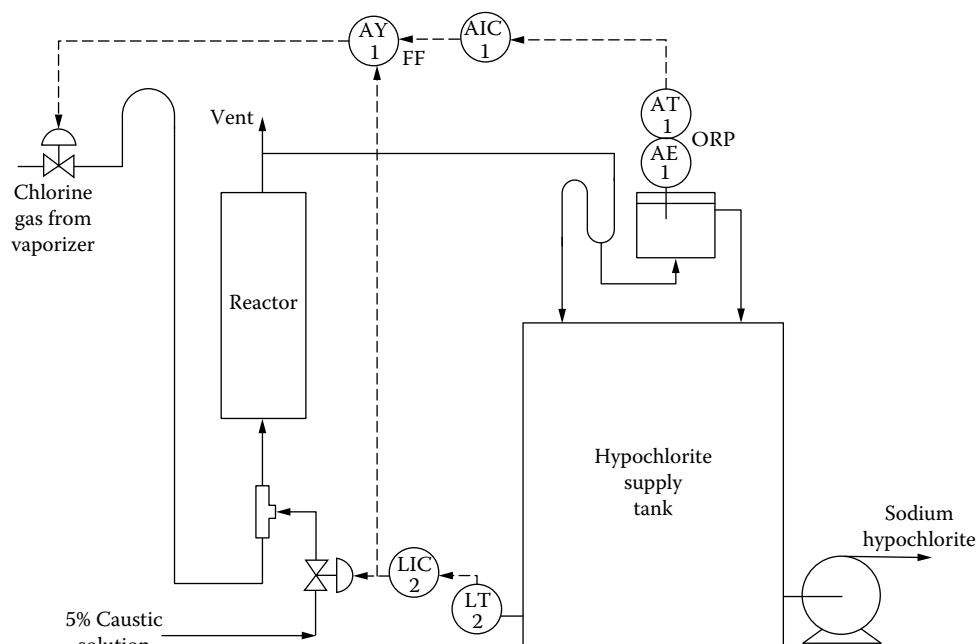 AY
1
FF
AIC
1
AT
1
ORP
AE
1
Vent
Chlorine
gas from
vaporizer
Reactor
Hypochlorite
supply
tank
Sodium
hypochlorite
LIC
2
LT
2
5% Caustic
solution